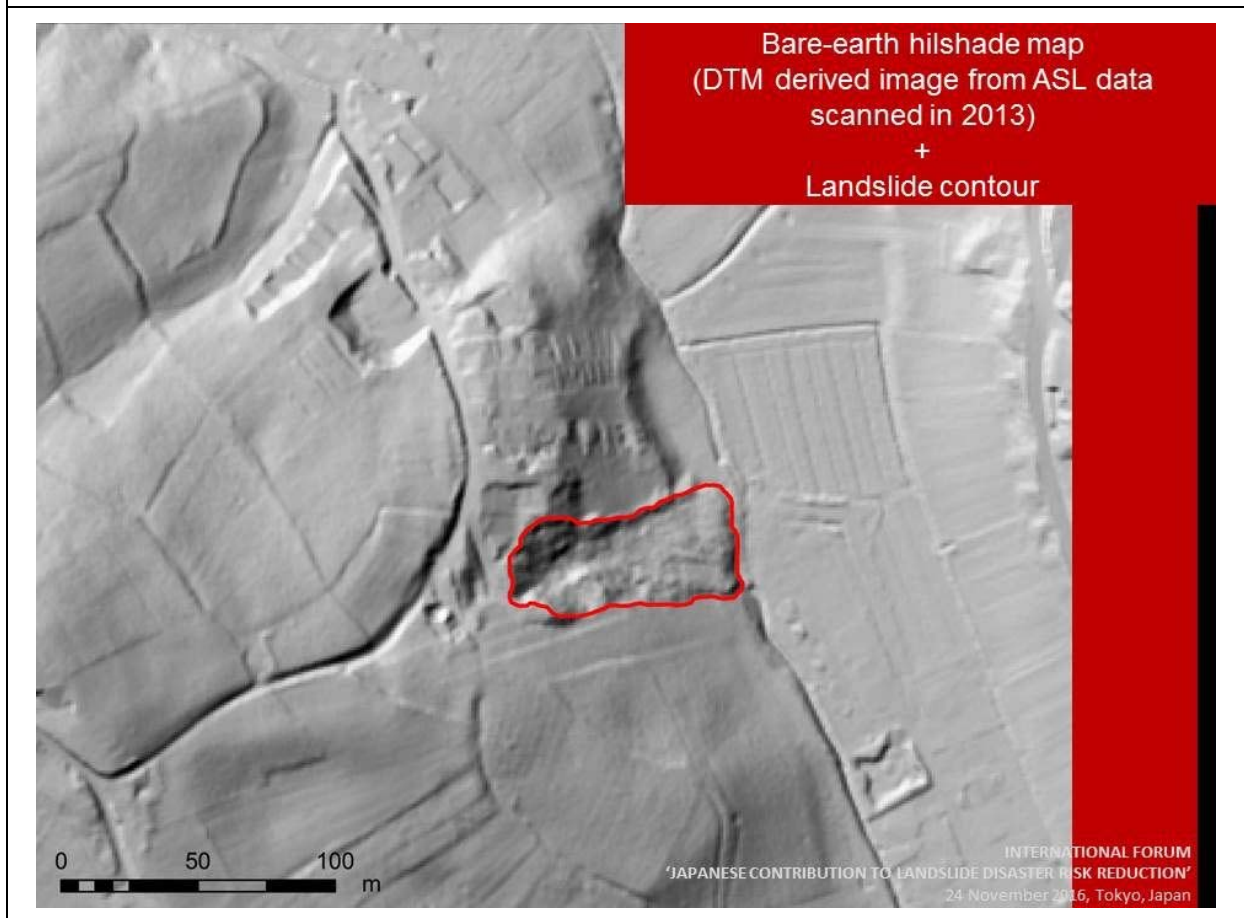 Bare-earth hilshade map
(DTM derived image from ASL data
scanned in 2013)
+
Landslide contour
0 50 100
m
INTERNATIONAL FORUM
‘JAPANESE CONTRIBUTION TO LANDSLIDE DISASTER RISK REDUCTION’
24 November 2016, Tokyo, Japan